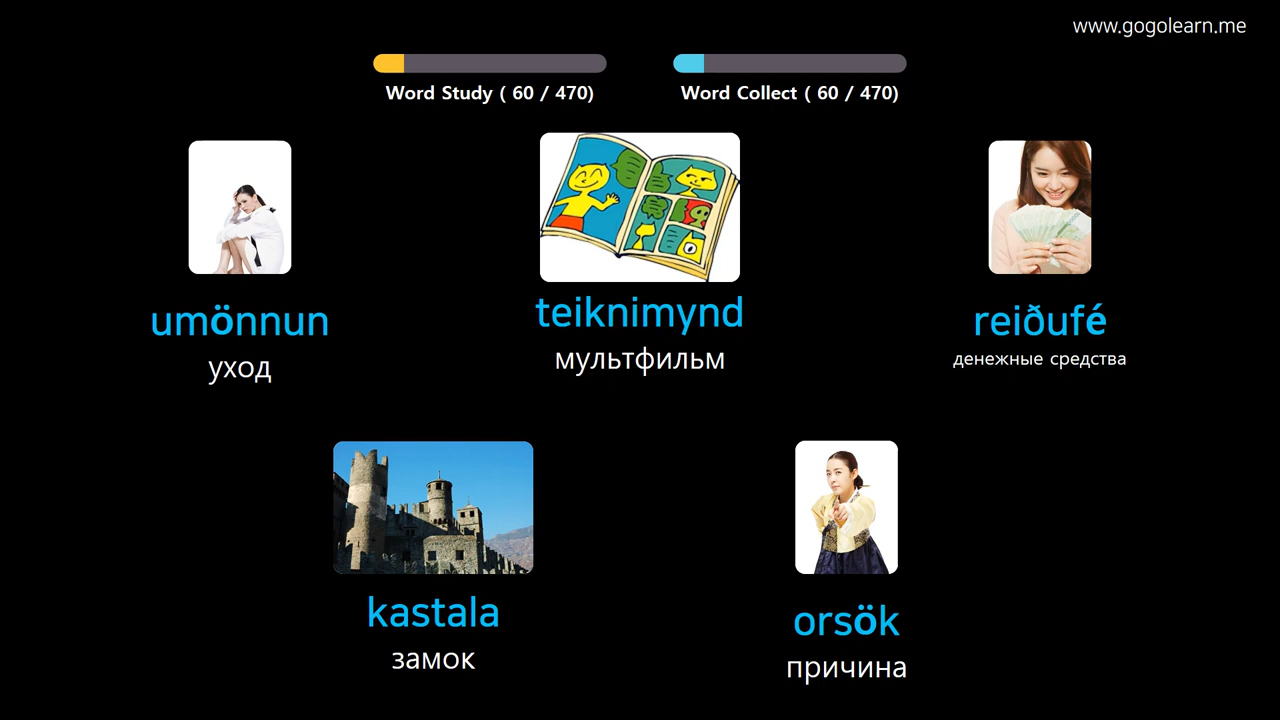 www.gogolearn.me
Word Study ( 60 / 470)
Word Collect ( 60 / 470)
umönnun
уход
teiknimynd
мультфильм
reiðufé
денежные средства
kastala
замок
orsök
причина